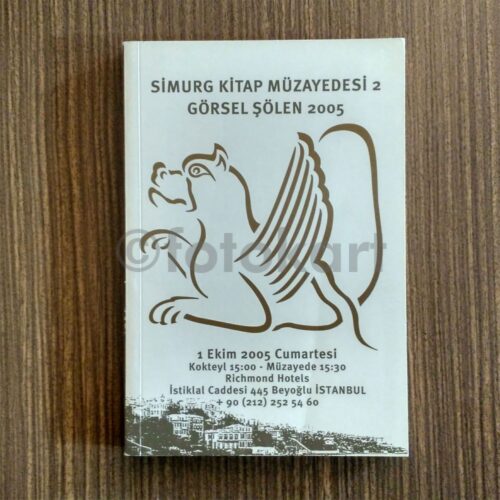 SİMURG KİTAP MÜZAYEDESİ 2
GÖRSEL ŞÖLEN 2005
©fotokart
1 Ekim 2005 Cumartesi
Kokteyl 15:00 - Müzayede 15:30
Richmond Hotels
İstiklal Caddesi 445 Beyoğlu İSTANBUL
+ 90 (212) 252 54 60